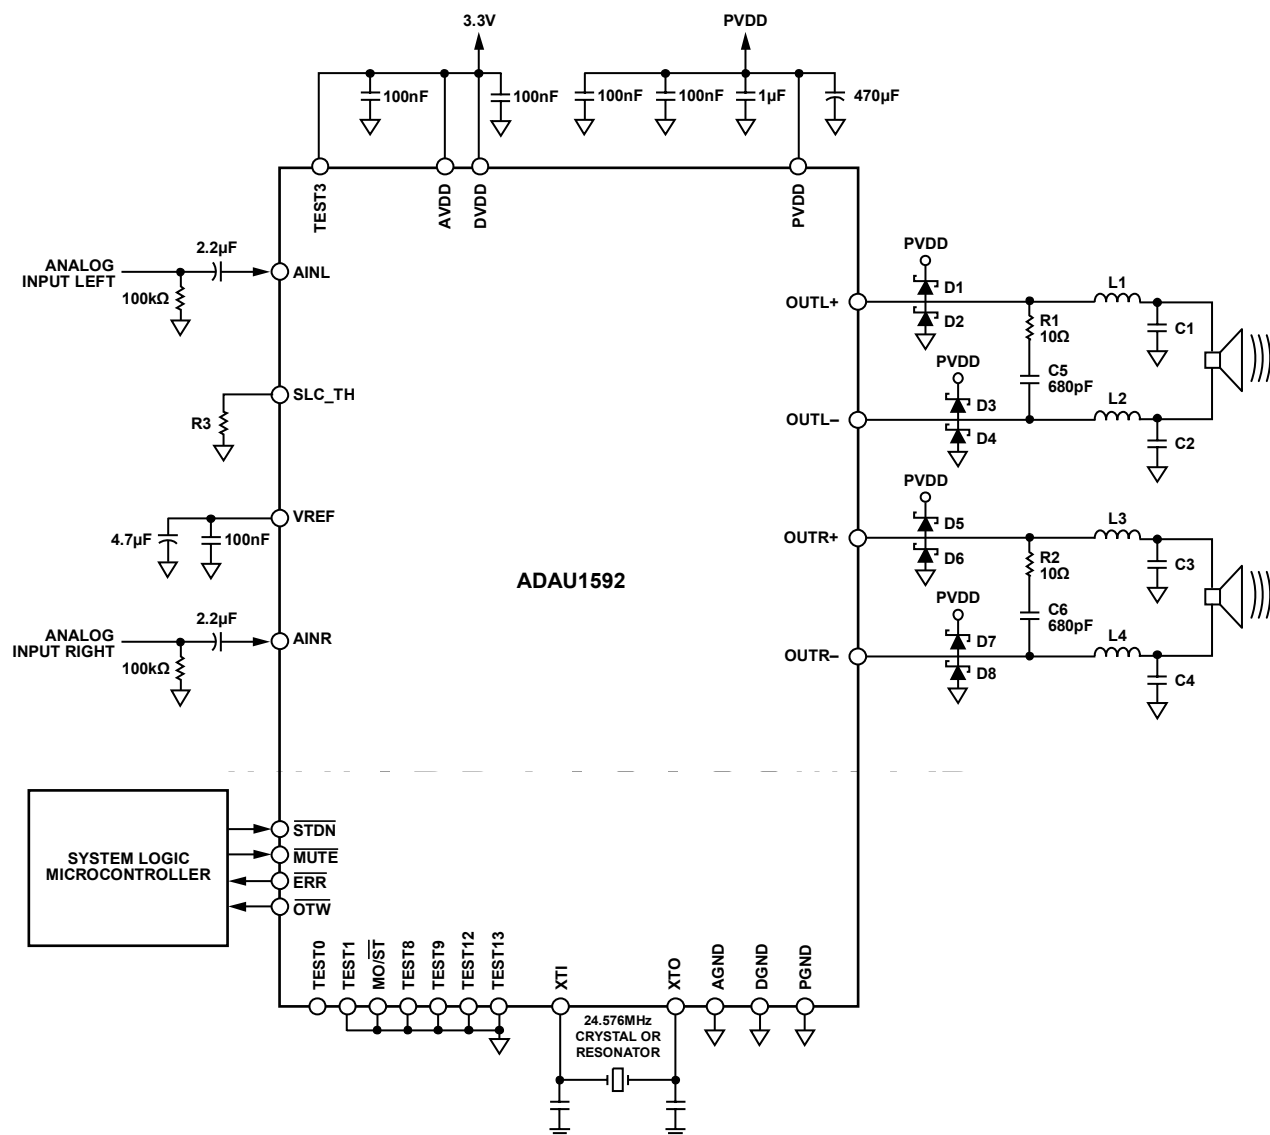 3.3V
PVDD
100nF
100nF
100nF
100nF
1µF
470µF
TEST3
AVDD
DVDD
PVDD
ANALOG
INPUT LEFT
2.2µF
100kΩ
AINL
SLC_TH
R3
VREF
4.7µF
100nF
ANALOG
INPUT RIGHT
2.2µF
100kΩ
AINR
ADAU1592
PVDD
D1
D2
OUTL+
R1
10Ω
L1
C1
C5
680pF
PVDD
D3
D4
OUTL–
L2
C2
PVDD
D5
D6
OUTR+
R2
10Ω
L3
C3
C6
680pF
PVDD
D7
D8
OUTR–
L4
C4
SYSTEM LOGIC
MICROCONTROLLER
STDN
MUTE
ERR
OTW
TEST0
TEST1
MO/ST
TEST8
TEST9
TEST12
TEST13
XTI
XTO
AGND
DGND
PGND
24.576MHz
CRYSTAL OR
RESONATOR